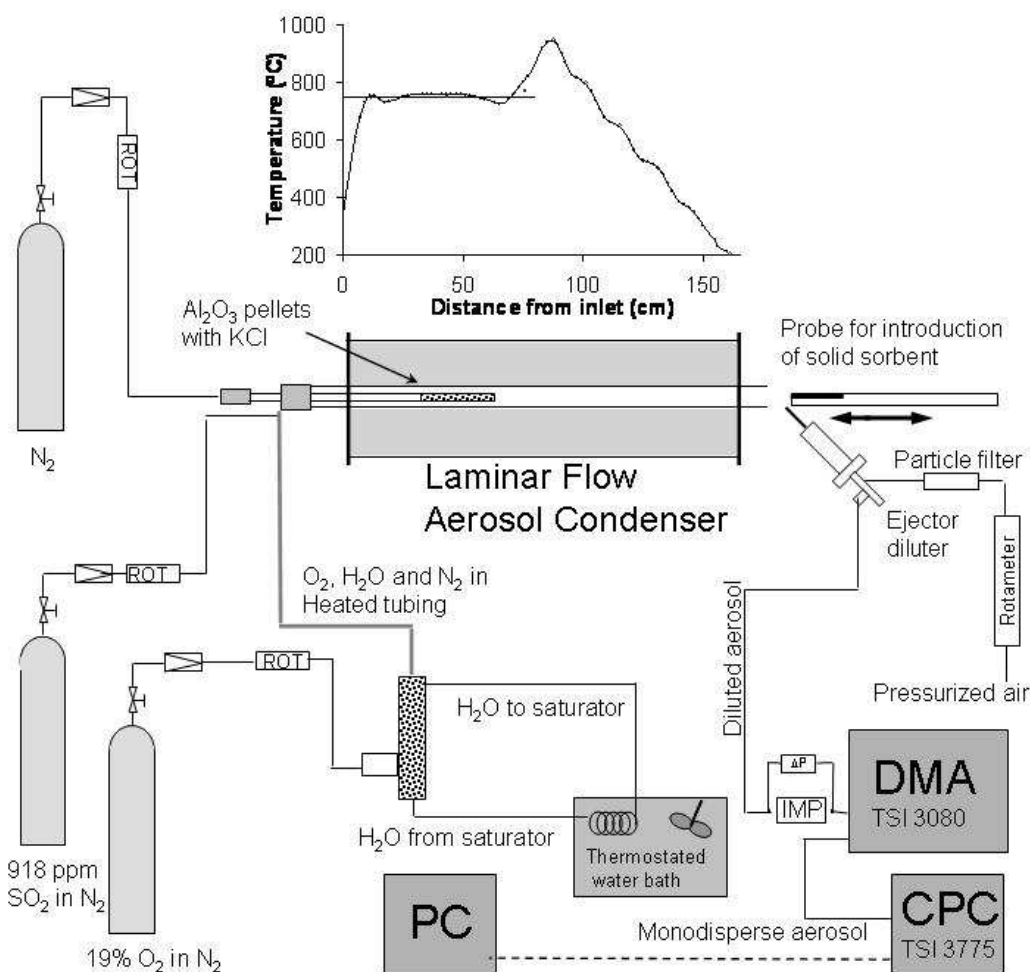 1000
800
600
400
200
Temperature (ºC)
0
50
100
150
Distance from inlet (cm)
ROT
N₂
Al₂O₃ pellets
with KCl
Probe for introduction
of solid sorbent
Laminar Flow
Aerosol Condenser
Particle filter
Ejector
diluter
Rotameter
Pressurized air
ROT
O₂, H₂O and N₂ in
Heated tubing
ROT
H₂O to saturator
H₂O from saturator
Thermostated
water bath
Diluted aerosol
ΔP
IMP
DMA
TSI 3080
918 ppm
SO₂ in N₂
19% O₂ in N₂
PC
Monodisperse aerosol
CPC
TSI 3775